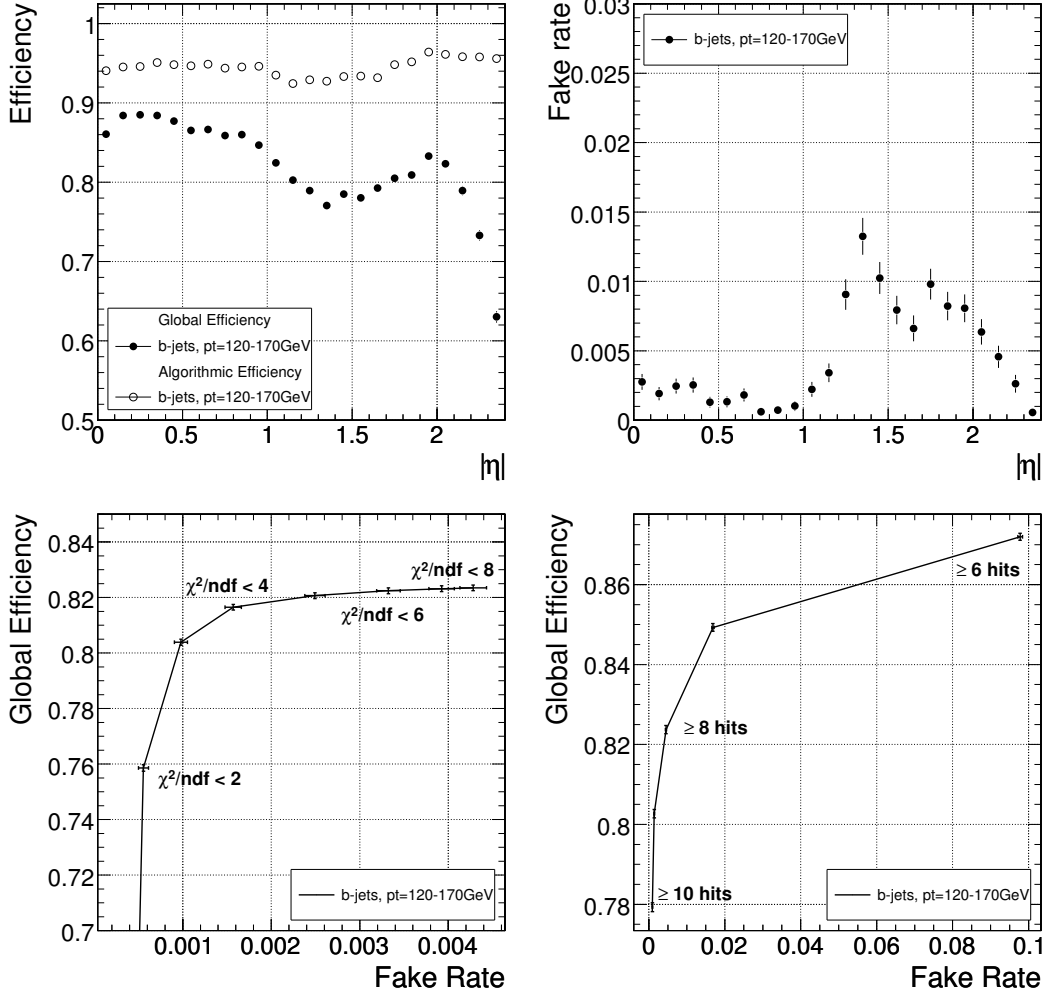 Efficiency
1
0.9
0.8
0.7
0.6
0.5
Global Efficiency
b-jets, pt=120-170GeV
Algorithmic Efficiency
b-jets, pt=120-170GeV
0 0.5 1 1.5 2
|η|
Fake rate
0.03
0.025
0.02
0.015
0.01
0.005
0
b-jets, pt=120-170GeV
0 0.5 1 1.5 2
|η|
Global Efficiency
0.84
0.82
0.8
0.78
0.76
0.74
0.72
0.7
χ²/ndf < 4
χ²/ndf < 8
χ²/ndf < 6
χ²/ndf < 2
b-jets, pt=120-170GeV
0.001 0.002 0.003 0.004
Fake Rate
Global Efficiency
0.86
0.84
0.82
0.8
0.78
≥ 6 hits
≥ 8 hits
≥ 10 hits
b-jets, pt=120-170GeV
0 0.02 0.04 0.06 0.08 0.1
Fake Rate